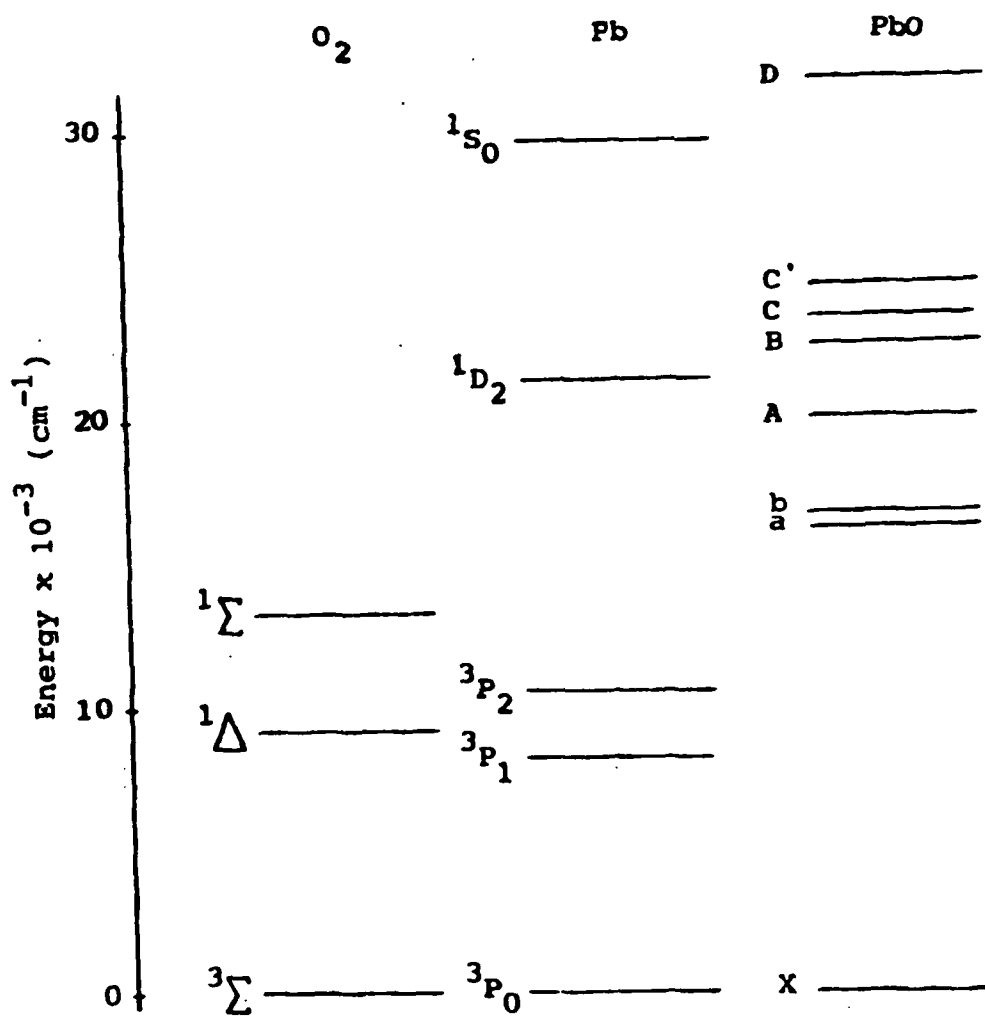 O₂ Pb PbO
D
30
¹S₀
C'
C
B
¹D₂
20
A
b
a
¹Σ
³P₂
10
¹Δ
³P₁
0
³Σ
³P₀
X
Energy x 10⁻³ (cm⁻¹)